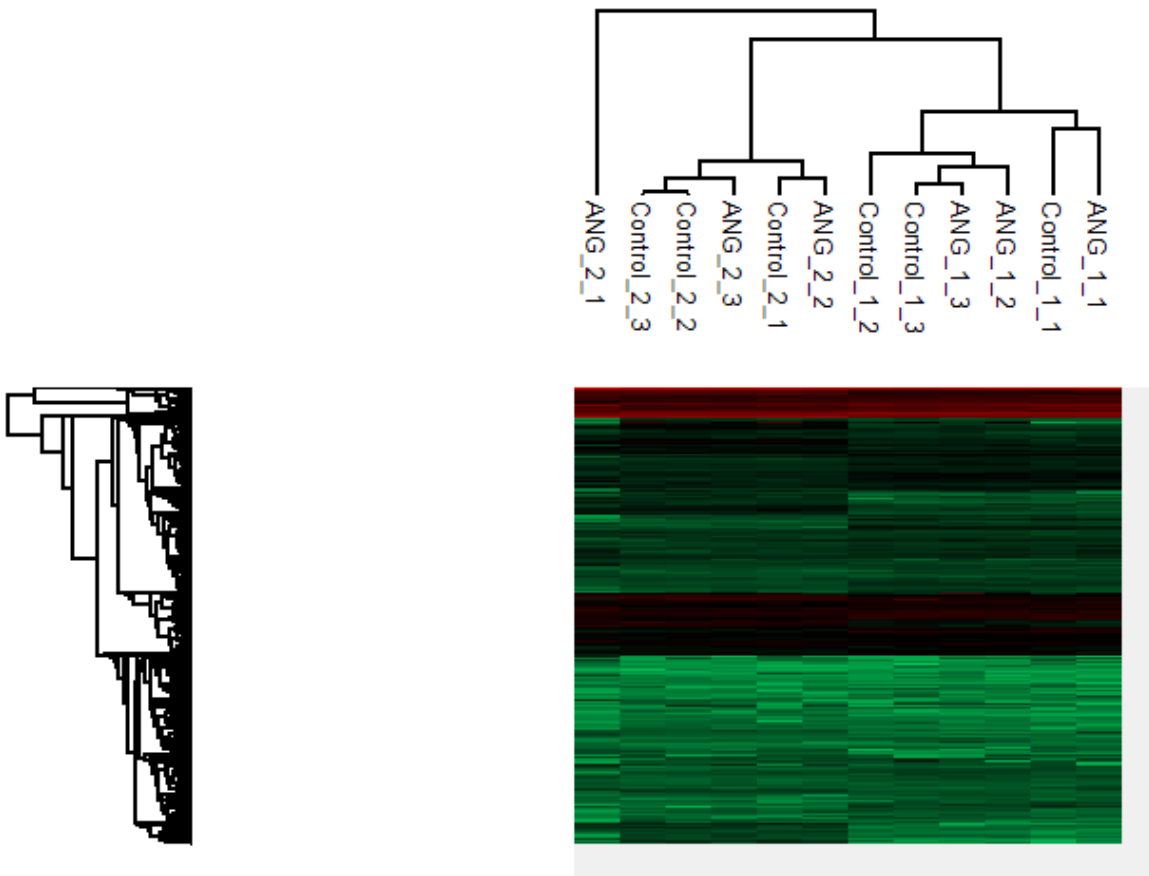 ANG_2_1
Control_2_3
Control_2_2
ANG_2_3
Control_2_1
ANG_2_2
Control_1_2
Control_1_3
ANG_1_3
ANG_1_2
Control_1_1
ANG_1_1